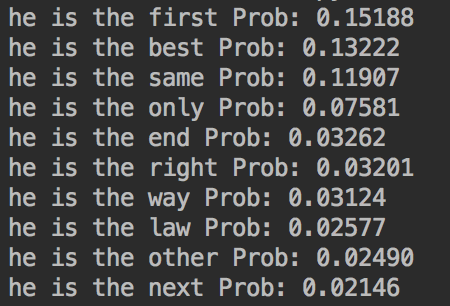 he is the first Prob: 0.15188
he is the best Prob: 0.13222
he is the same Prob: 0.11907
he is the only Prob: 0.07581
he is the end Prob: 0.03262
he is the right Prob: 0.03201
he is the way Prob: 0.03124
he is the law Prob: 0.02577
he is the other Prob: 0.02490
he is the next Prob: 0.02146